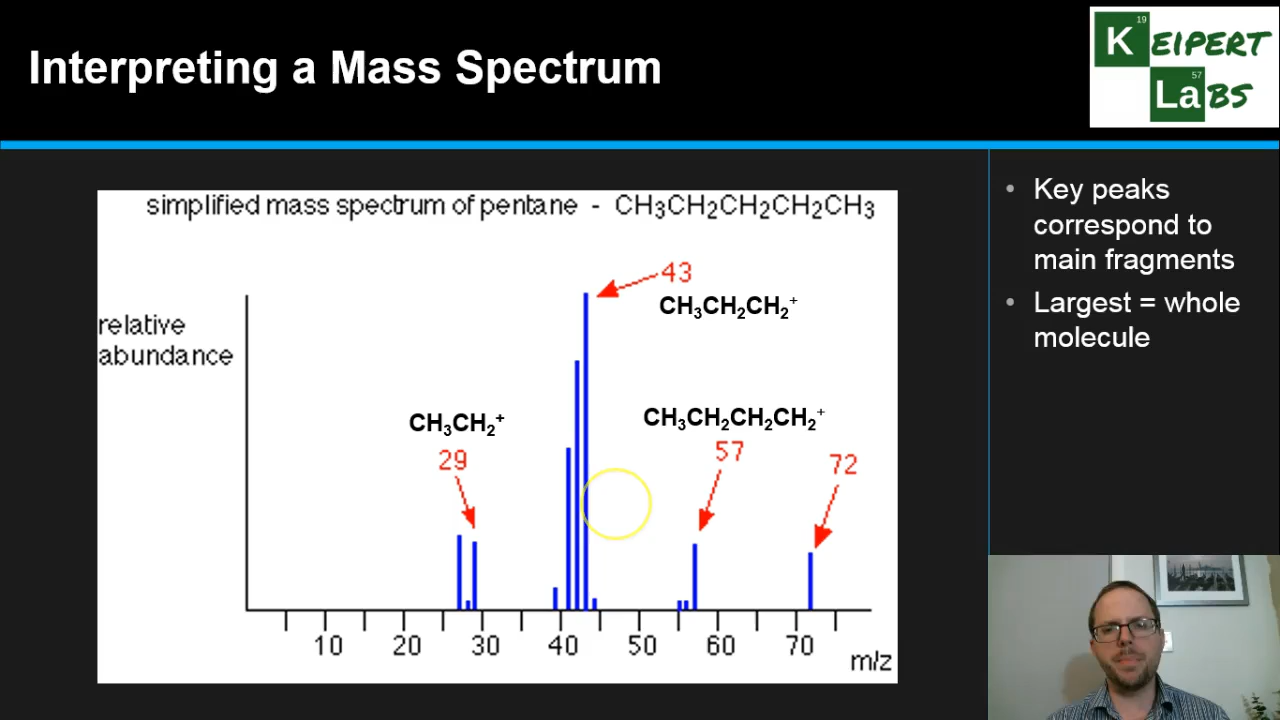 Interpreting a Mass Spectrum
19
K EIPERT
57
LaBS
simplified mass spectrum of pentane - CH₃CH₂CH₂CH₂CH₃
43
CH₃CH₂CH₂⁺
relative
abundance
CH₃CH₂⁺
CH₃CH₂CH₂CH₂⁺
29
57
72
10 20 30 40 50 60 70
m/z
• Key peaks
correspond to
main fragments
• Largest = whole
molecule